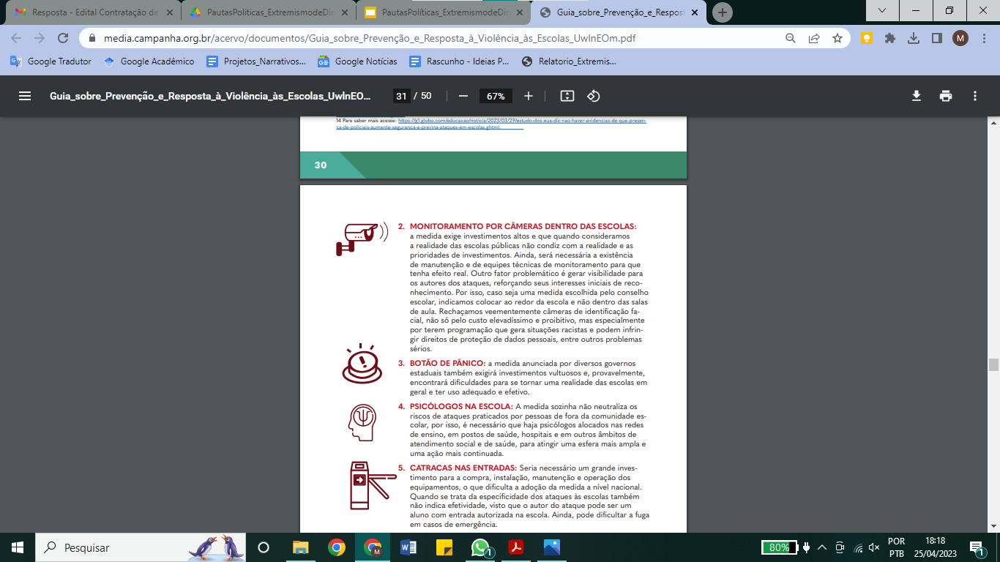 Resposta - Edital Contratação de
PautasPoliticas_ExtremismodeDir
PautasPolíticas_ExtremismodeDir
Guia_sobre_Prevenção_e_Respost
media.campanha.org.br/acervo/documentos/Guia_sobre_Prevenção_e_Resposta_à_Violência_às_Escolas_UwlnEOm.pdf
M
Google Tradutor
Google Acadêmico
Projetos_Narrativos...
Google Notícias
Rascunho - Ideias P...
Relatorio_Extremis...
Guia_sobre_Prevenção_e_Resposta_à_Violência_às_Escolas_UwlnEO...
31 / 50
67%
14 Para saber mais acesse: https://g1.globo.com/educacao/noticia/2023/03/29/estudo-dos-eua-diz-nao-haver-evidencias-de-que-presen-
ca-de-policiais-aumente-seguranca-e-previna-ataques-em-escolas.ghtml.
30
2. MONITORAMENTO POR CÂMERAS DENTRO DAS ESCOLAS:
a medida exige investimentos altos e que quando consideramos
a realidade das escolas públicas não condiz com a realidade e as
prioridades de investimentos. Ainda, será necessária a existência
de manutenção e de equipes técnicas de monitoramento para que
tenha efeito real. Outro fator problemático é gerar visibilidade para
os autores dos ataques, reforçando seus interesses iniciais de reco-
nhecimento. Por isso, caso seja uma medida escolhida pelo conselho
escolar, indicamos colocar ao redor da escola e não dentro das salas
de aula. Rechaçamos veementemente câmeras de identificação fa-
cial, não só pelo custo elevadíssimo e proibitivo, mas especialmente
por terem programação que gera situações racistas e podem infrin-
gir direitos de proteção de dados pessoais, entre outros problemas
sérios.
3. BOTÃO DE PÂNICO: a medida anunciada por diversos governos
estaduais também exigirá investimentos vultuosos e, provavelmente,
encontrará dificuldades para se tornar uma realidade das escolas em
geral e ter uso adequado e efetivo.
4. PSICÓLOGOS NA ESCOLA: A medida sozinha não neutraliza os
riscos de ataques praticados por pessoas de fora da comunidade es-
colar, por isso, é necessário que haja psicólogos alocados nas redes
de ensino, em postos de saúde, hospitais e em outros âmbitos de
atendimento social e de saúde, para atingir uma esfera mais ampla e
uma ação mais continuada.
5. CATRACAS NAS ENTRADAS: Seria necessário um grande inves-
timento para a compra, instalação, manutenção e operação dos
equipamentos, o que dificulta a adoção da medida a nível nacional.
Quando se trata da especificidade dos ataques às escolas também
não indica efetividade, visto que o autor do ataque pode ser um
aluno com entrada autorizada na escola. Ainda, pode dificultar a fuga
em casos de emergência.
Pesquisar
80%
POR
PTB
18:18
25/04/2023